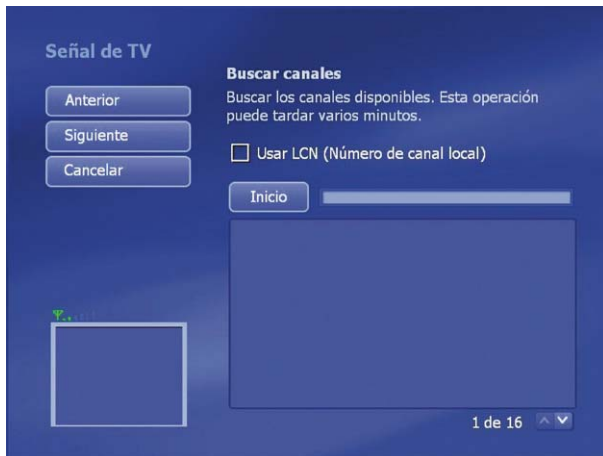 Señal de TV
Anterior
Siguiente
Cancelar
Buscar canales
Buscar los canales disponibles. Esta operación
puede tardar varios minutos.
Usar LCN (Número de canal local)
Inicio
1 de 16